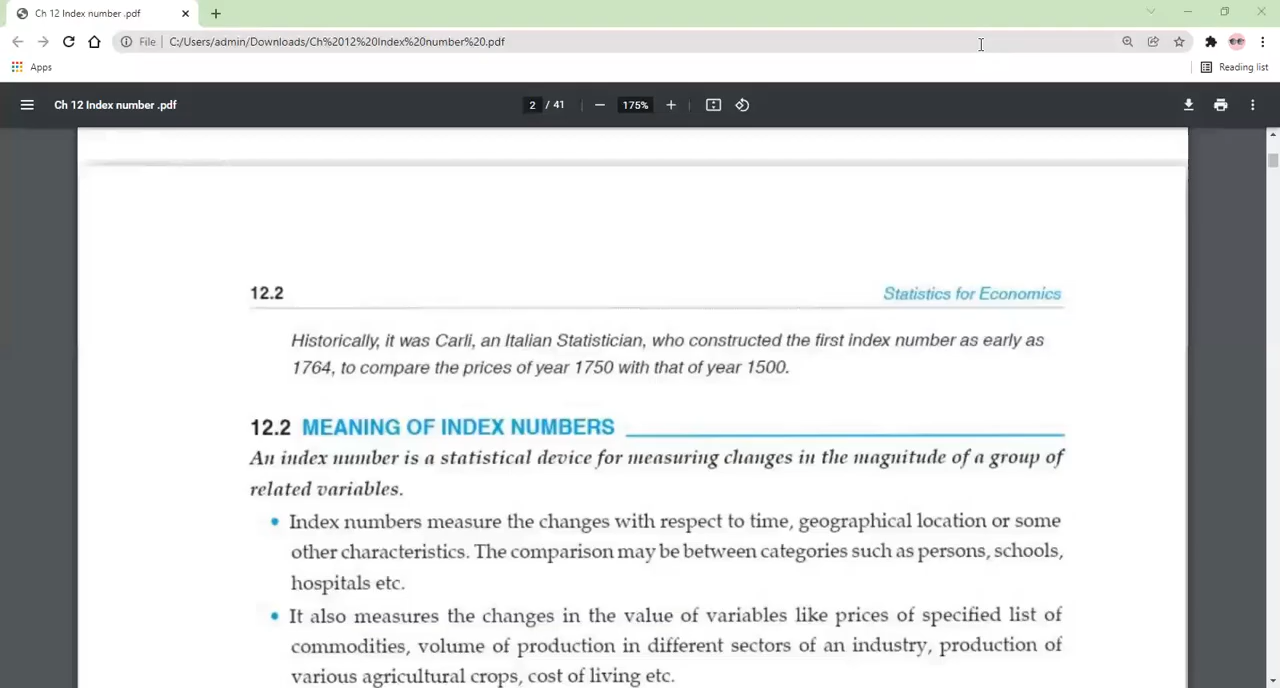 Ch 12 Index number .pdf
File C:/Users/admin/Downloads/Ch%2012%20Index%20number%20.pdf
Apps Reading list
Ch 12 Index number .pdf 2 / 41 175%
12.2 Statistics for Economics
Historically, it was Carli, an Italian Statistician, who constructed the first index number as early as
1764, to compare the prices of year 1750 with that of year 1500.
12.2 MEANING OF INDEX NUMBERS
An index number is a statistical device for measuring changes in the magnitude of a group of
related variables.
• Index numbers measure the changes with respect to time, geographical location or some
other characteristics. The comparison may be between categories such as persons, schools,
hospitals etc.
• It also measures the changes in the value of variables like prices of specified list of
commodities, volume of production in different sectors of an industry, production of
various agricultural crops, cost of living etc.